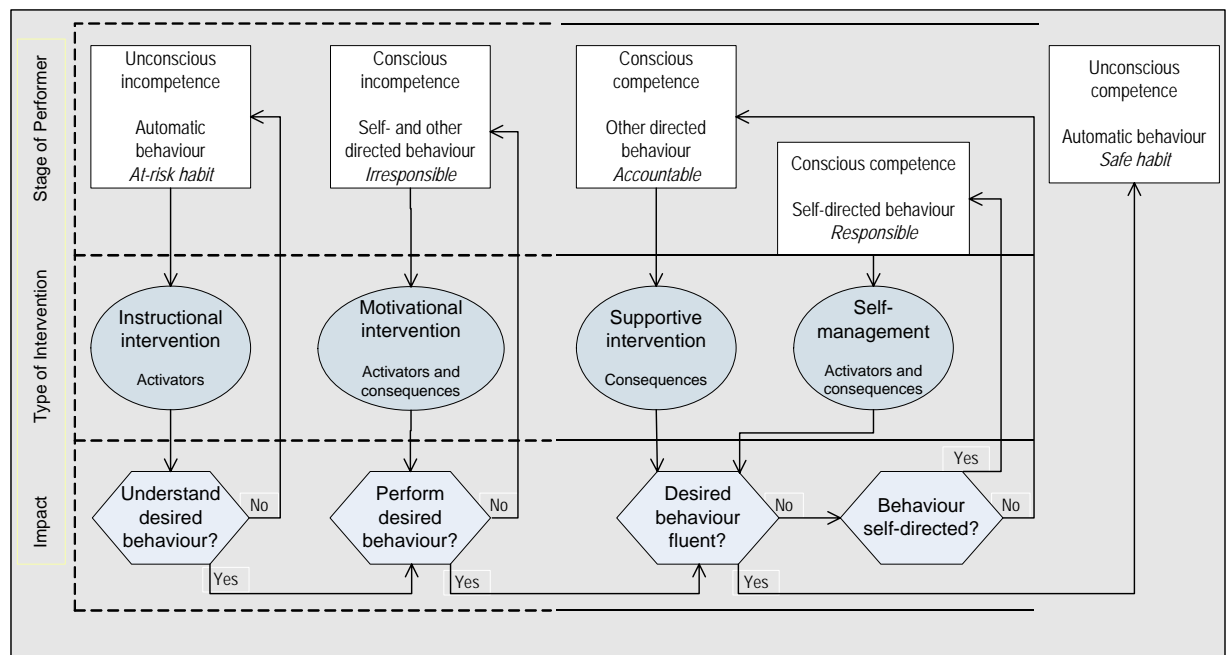 Stage of Performer
Unconscious
incompetence
Automatic
behaviour
At-risk habit
Conscious
incompetence
Self- and other
directed behaviour
Irresponsible
Conscious
competence
Other directed
behaviour
Accountable
Conscious competence
Self-directed behaviour
Responsible
Unconscious
competence
Automatic behaviour
Safe habit
Type of Intervention
Instructional
intervention
Activators
Motivational
intervention
Activators and
consequences
Supportive
intervention
Consequences
Self-
management
Activators and
consequences
Impact
Understand
desired
behaviour?
No
Yes
Perform
desired
behaviour?
No
Yes
Desired
behaviour
fluent?
No
Yes
Behaviour
self-directed?
Yes
No